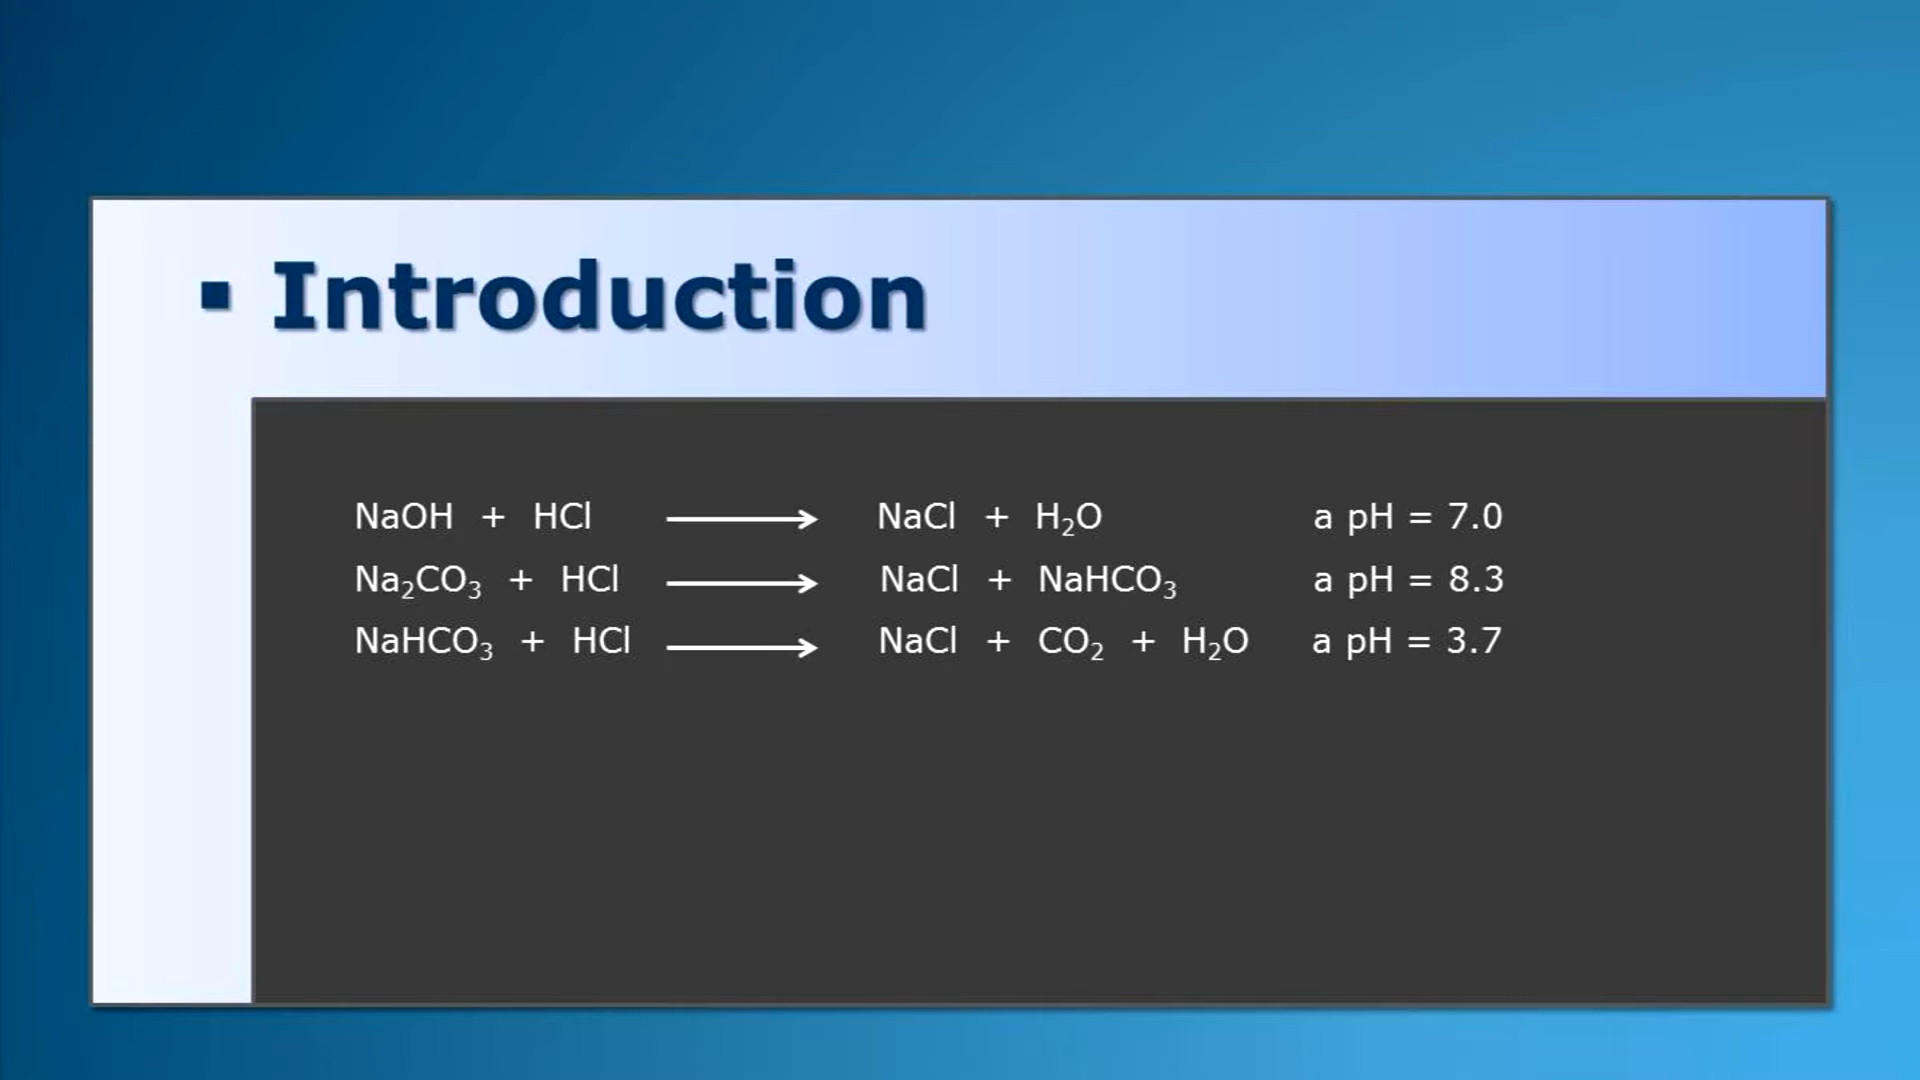 ▪ Introduction
NaOH + HCl ⟶ NaCl + H₂O a pH = 7.0
Na₂CO₃ + HCl ⟶ NaCl + NaHCO₃ a pH = 8.3
NaHCO₃ + HCl ⟶ NaCl + CO₂ + H₂O a pH = 3.7